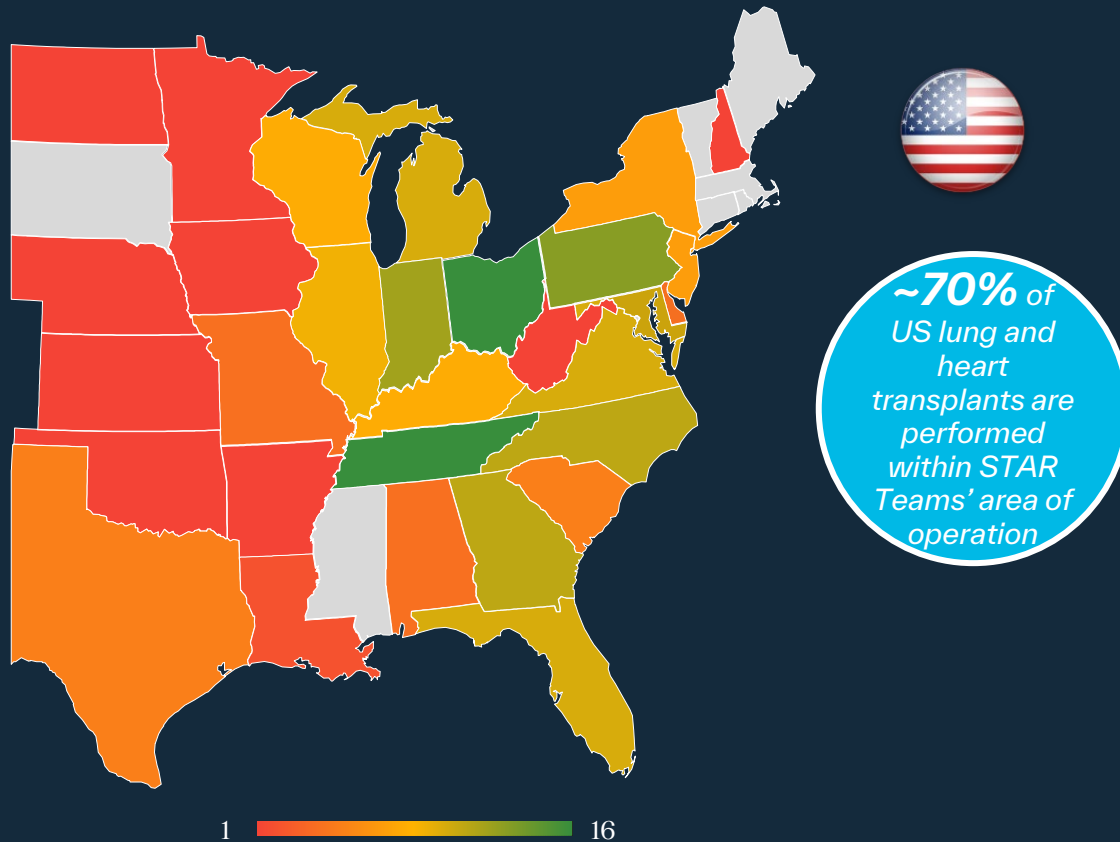 ~70% of
US lung and
heart
transplants are
performed
within STAR
Teams’ area of
operation
1 16